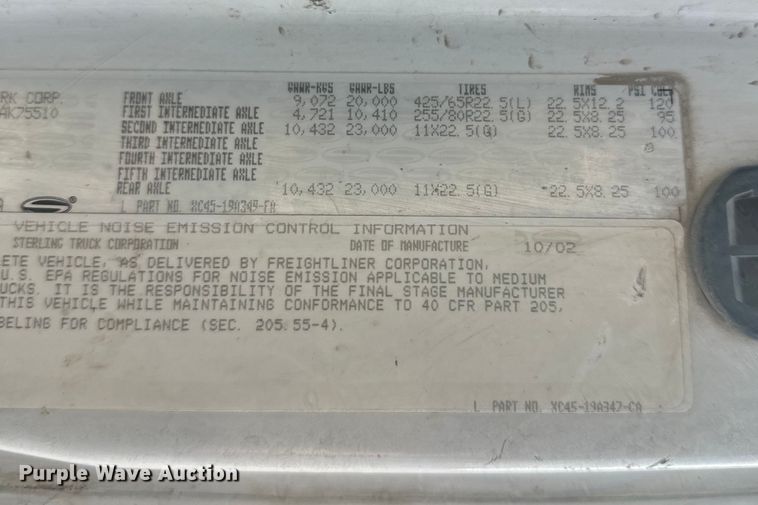 GAWR-KGS GAWR-LBS TIRES RIMS PSI COLD
RK CORP. FRONT AXLE 9,072 20,000 425/65R22.5(L) 22.5X12.2 120
AK75510 FIRST INTERMEDIATE AXLE 4,721 10,410 255/80R22.5(G) 22.5X8.25 95
SECOND INTERMEDIATE AXLE 10,432 23,000 11X22.5(G) 22.5X8.25 100
THIRD INTERMEDIATE AXLE
FOURTH INTERMEDIATE AXLE
FIFTH INTERMEDIATE AXLE
REAR AXLE 10,432 23,000 11X22.5(G) 22.5X8.25 100
A L PART NO. XC45-19A349-FA
VEHICLE NOISE EMISSION CONTROL INFORMATION
STERLING TRUCK CORPORATION DATE OF MANUFACTURE 10/02
LETE VEHICLE, AS DELIVERED BY FREIGHTLINER CORPORATION,
U.S. EPA REGULATIONS FOR NOISE EMISSION APPLICABLE TO MEDIUM
UCKS. IT IS THE RESPONSIBILITY OF THE FINAL STAGE MANUFACTURER
THIS VEHICLE WHILE MAINTAINING CONFORMANCE TO 40 CFR PART 205,
BELING FOR COMPLIANCE (SEC. 205.55-4).
L PART NO. XC45-19A347-CA
Purple Wave Auction